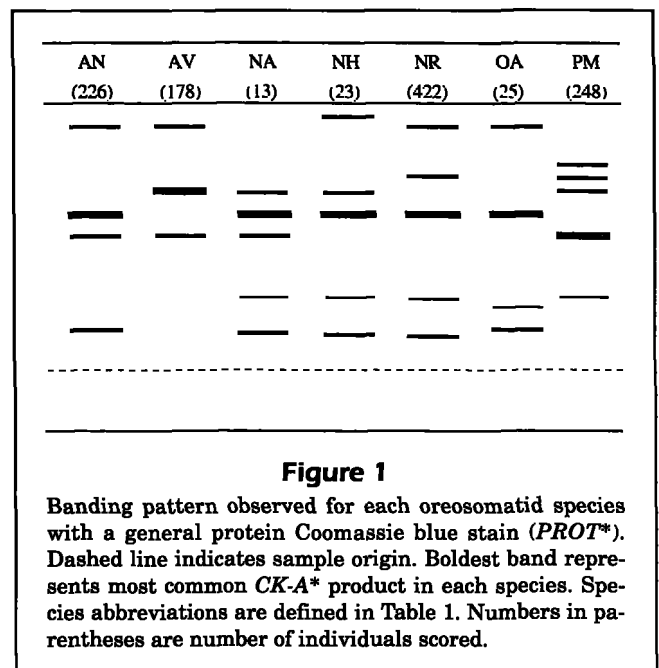 AN AV NA NH NR OA PM
(226) (178) (13) (23) (422) (25) (248)
Figure 1
Banding pattern observed for each oreosomatid species
with a general protein Coomassie blue stain (PROT*).
Dashed line indicates sample origin. Boldest band repre-
sents most common CK-A* product in each species. Spe-
cies abbreviations are defined in Table 1. Numbers in pa-
rentheses are number of individuals scored.